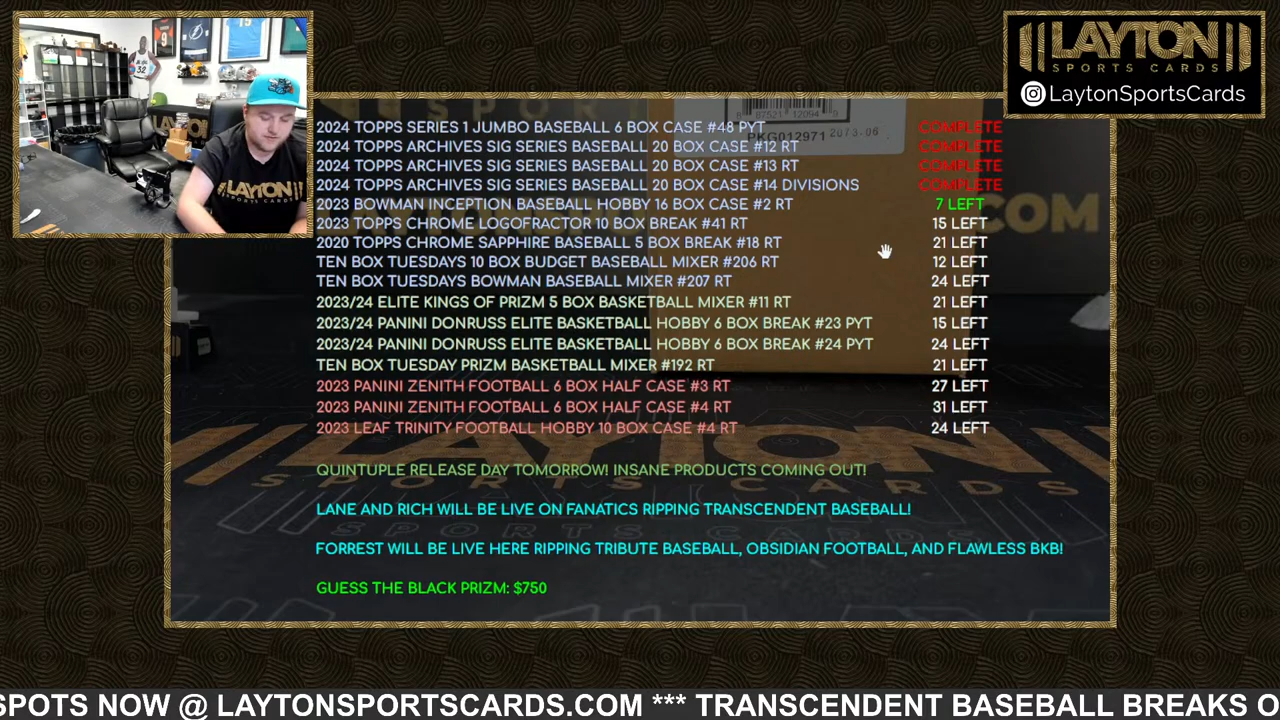 LAYTON
SPORTS CARDS
LaytonSportsCards
PKG012971
2024 TOPPS SERIES 1 JUMBO BASEBALL 6 BOX CASE #48 PYT COMPLETE
2024 TOPPS ARCHIVES SIG SERIES BASEBALL 20 BOX CASE #12 RT COMPLETE
2024 TOPPS ARCHIVES SIG SERIES BASEBALL 20 BOX CASE #13 RT COMPLETE
2024 TOPPS ARCHIVES SIG SERIES BASEBALL 20 BOX CASE #14 DIVISIONS COMPLETE
2023 BOWMAN INCEPTION BASEBALL HOBBY 16 BOX CASE #2 RT 7 LEFT
2023 TOPPS CHROME LOGOFRACTOR 10 BOX BREAK #41 RT 15 LEFT
2020 TOPPS CHROME SAPPHIRE BASEBALL 5 BOX BREAK #18 RT 21 LEFT
TEN BOX TUESDAYS 10 BOX BUDGET BASEBALL MIXER #206 RT 12 LEFT
TEN BOX TUESDAYS BOWMAN BASEBALL MIXER #207 RT 24 LEFT
2023/24 ELITE KINGS OF PRIZM 5 BOX BASKETBALL MIXER #11 RT 21 LEFT
2023/24 PANINI DONRUSS ELITE BASKETBALL HOBBY 6 BOX BREAK #23 PYT 15 LEFT
2023/24 PANINI DONRUSS ELITE BASKETBALL HOBBY 6 BOX BREAK #24 PYT 24 LEFT
TEN BOX TUESDAY PRIZM BASKETBALL MIXER #192 RT 21 LEFT
2023 PANINI ZENITH FOOTBALL 6 BOX HALF CASE #3 RT 27 LEFT
2023 PANINI ZENITH FOOTBALL 6 BOX HALF CASE #4 RT 31 LEFT
2023 LEAF TRINITY FOOTBALL HOBBY 10 BOX CASE #4 RT 24 LEFT
QUINTUPLE RELEASE DAY TOMORROW! INSANE PRODUCTS COMING OUT!
LANE AND RICH WILL BE LIVE ON FANATICS RIPPING TRANSCENDENT BASEBALL!
FORREST WILL BE LIVE HERE RIPPING TRIBUTE BASEBALL, OBSIDIAN FOOTBALL, AND FLAWLESS BKB!
GUESS THE BLACK PRIZM: $750
SPOTS NOW @ LAYTONSPORTSCARDS.COM *** TRANSCENDENT BASEBALL BREAKS O